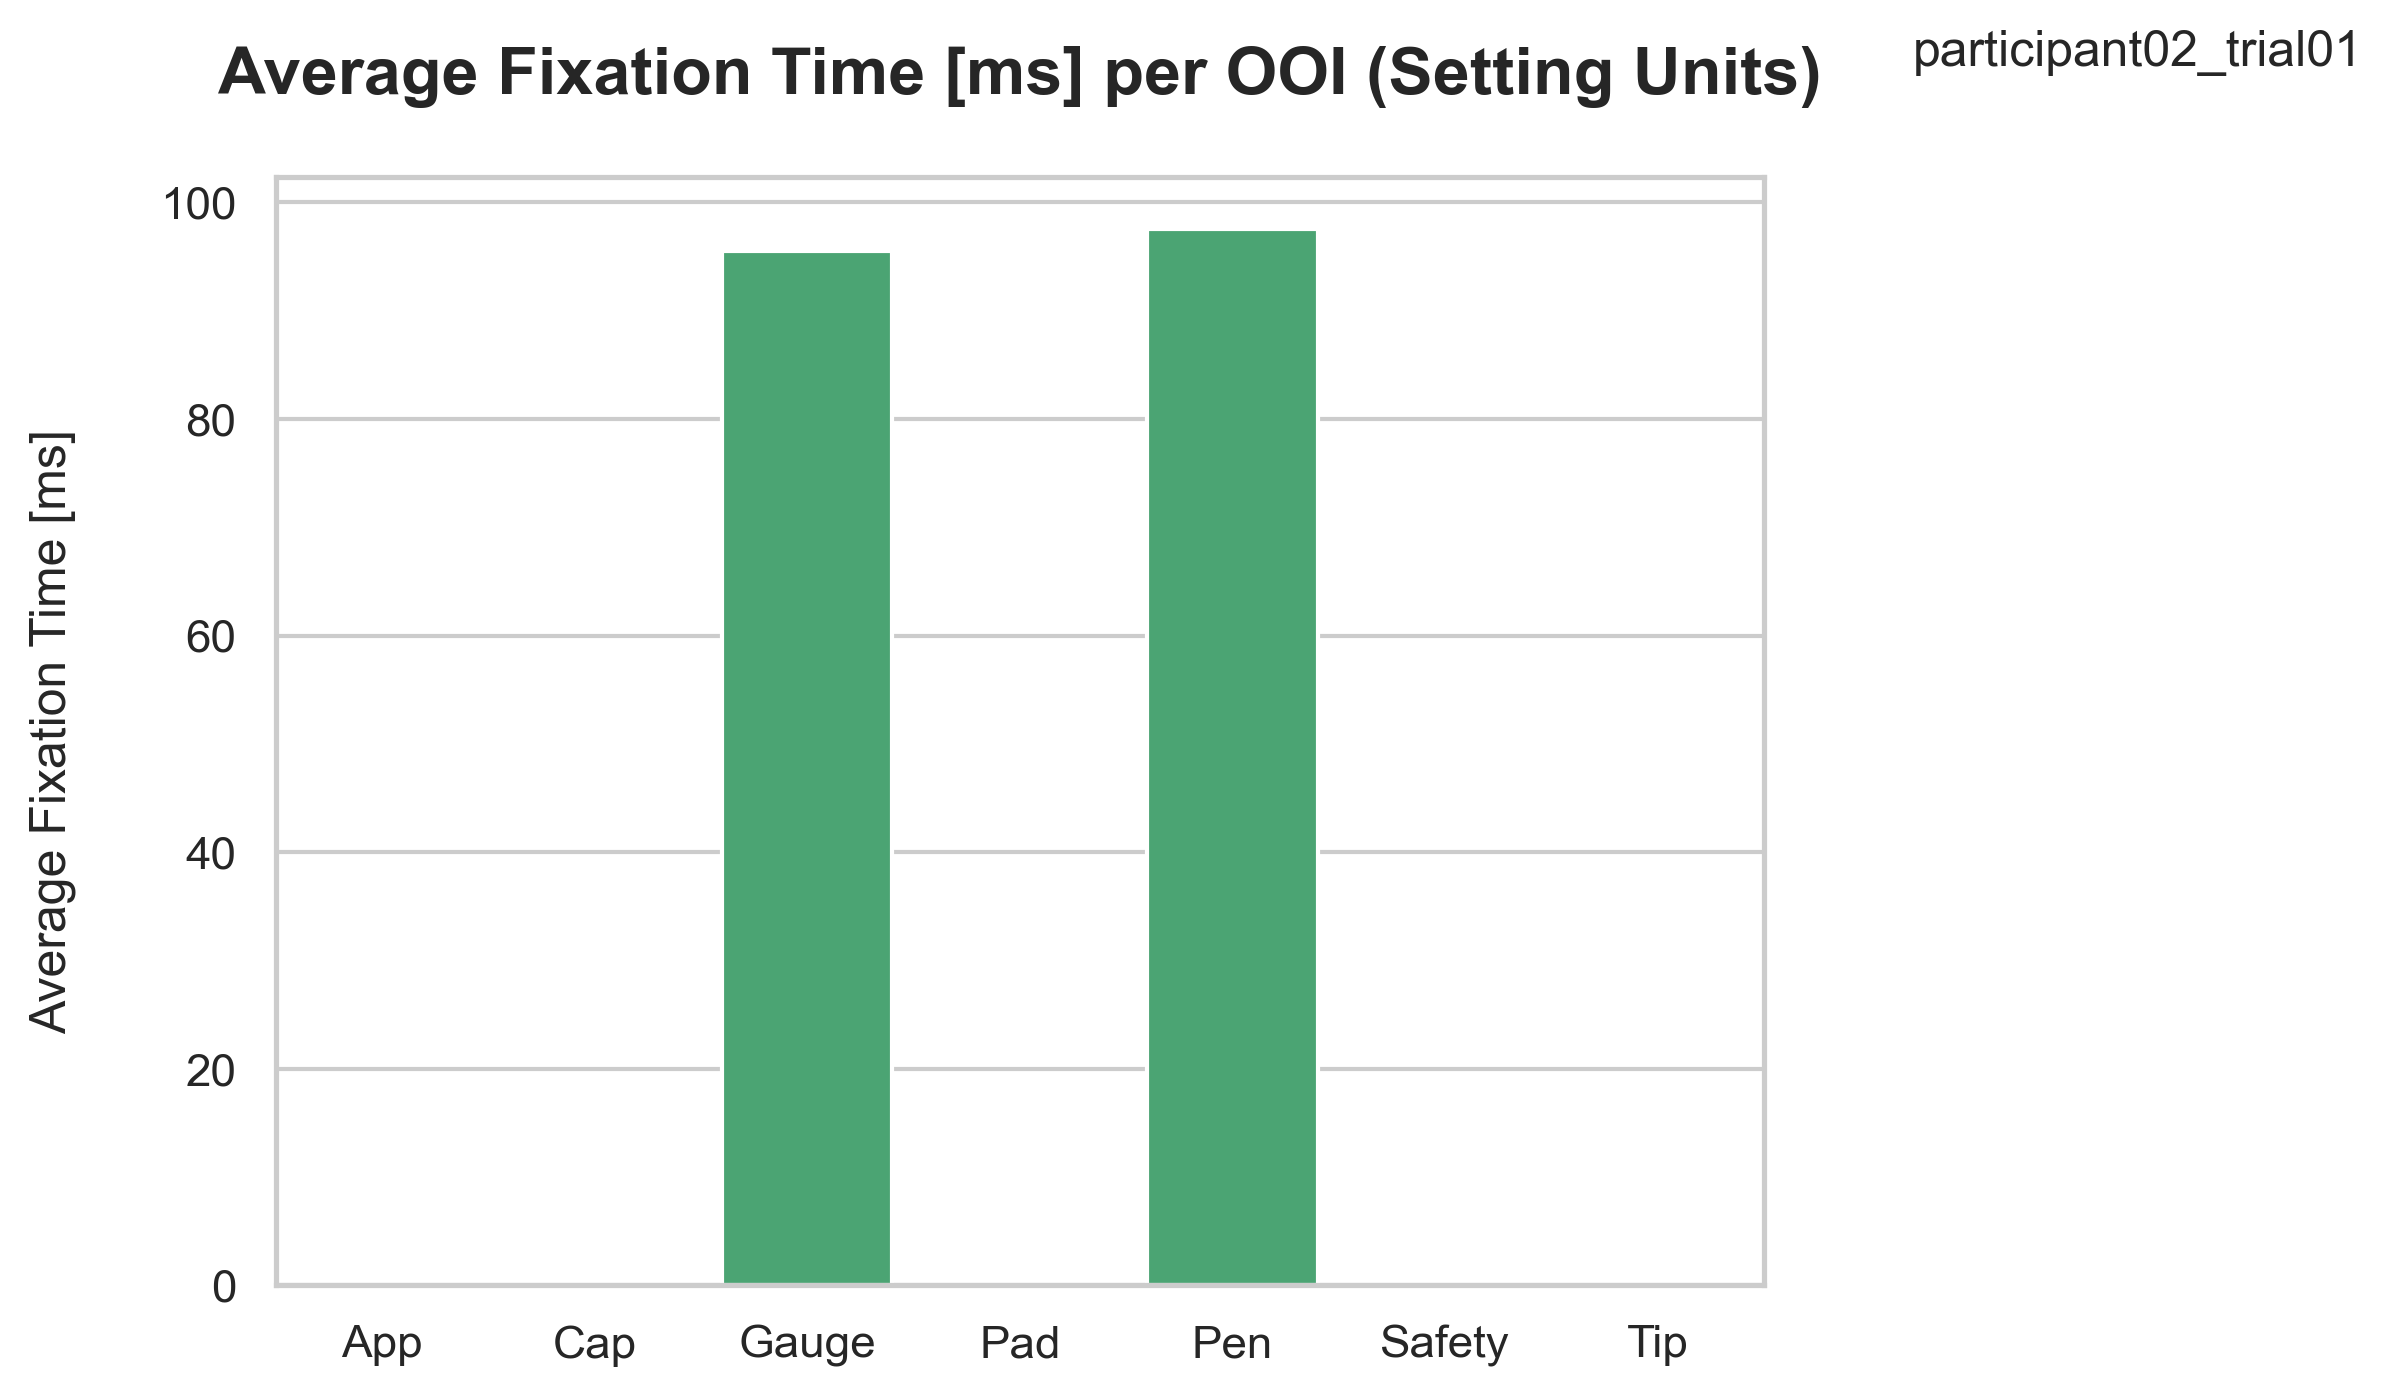 Average Fixation Time [ms] per OOI (Setting Units)
participant02_trial01
Average Fixation Time [ms]
100
80
60
40
20
0
App Cap Gauge Pad Pen Safety Tip